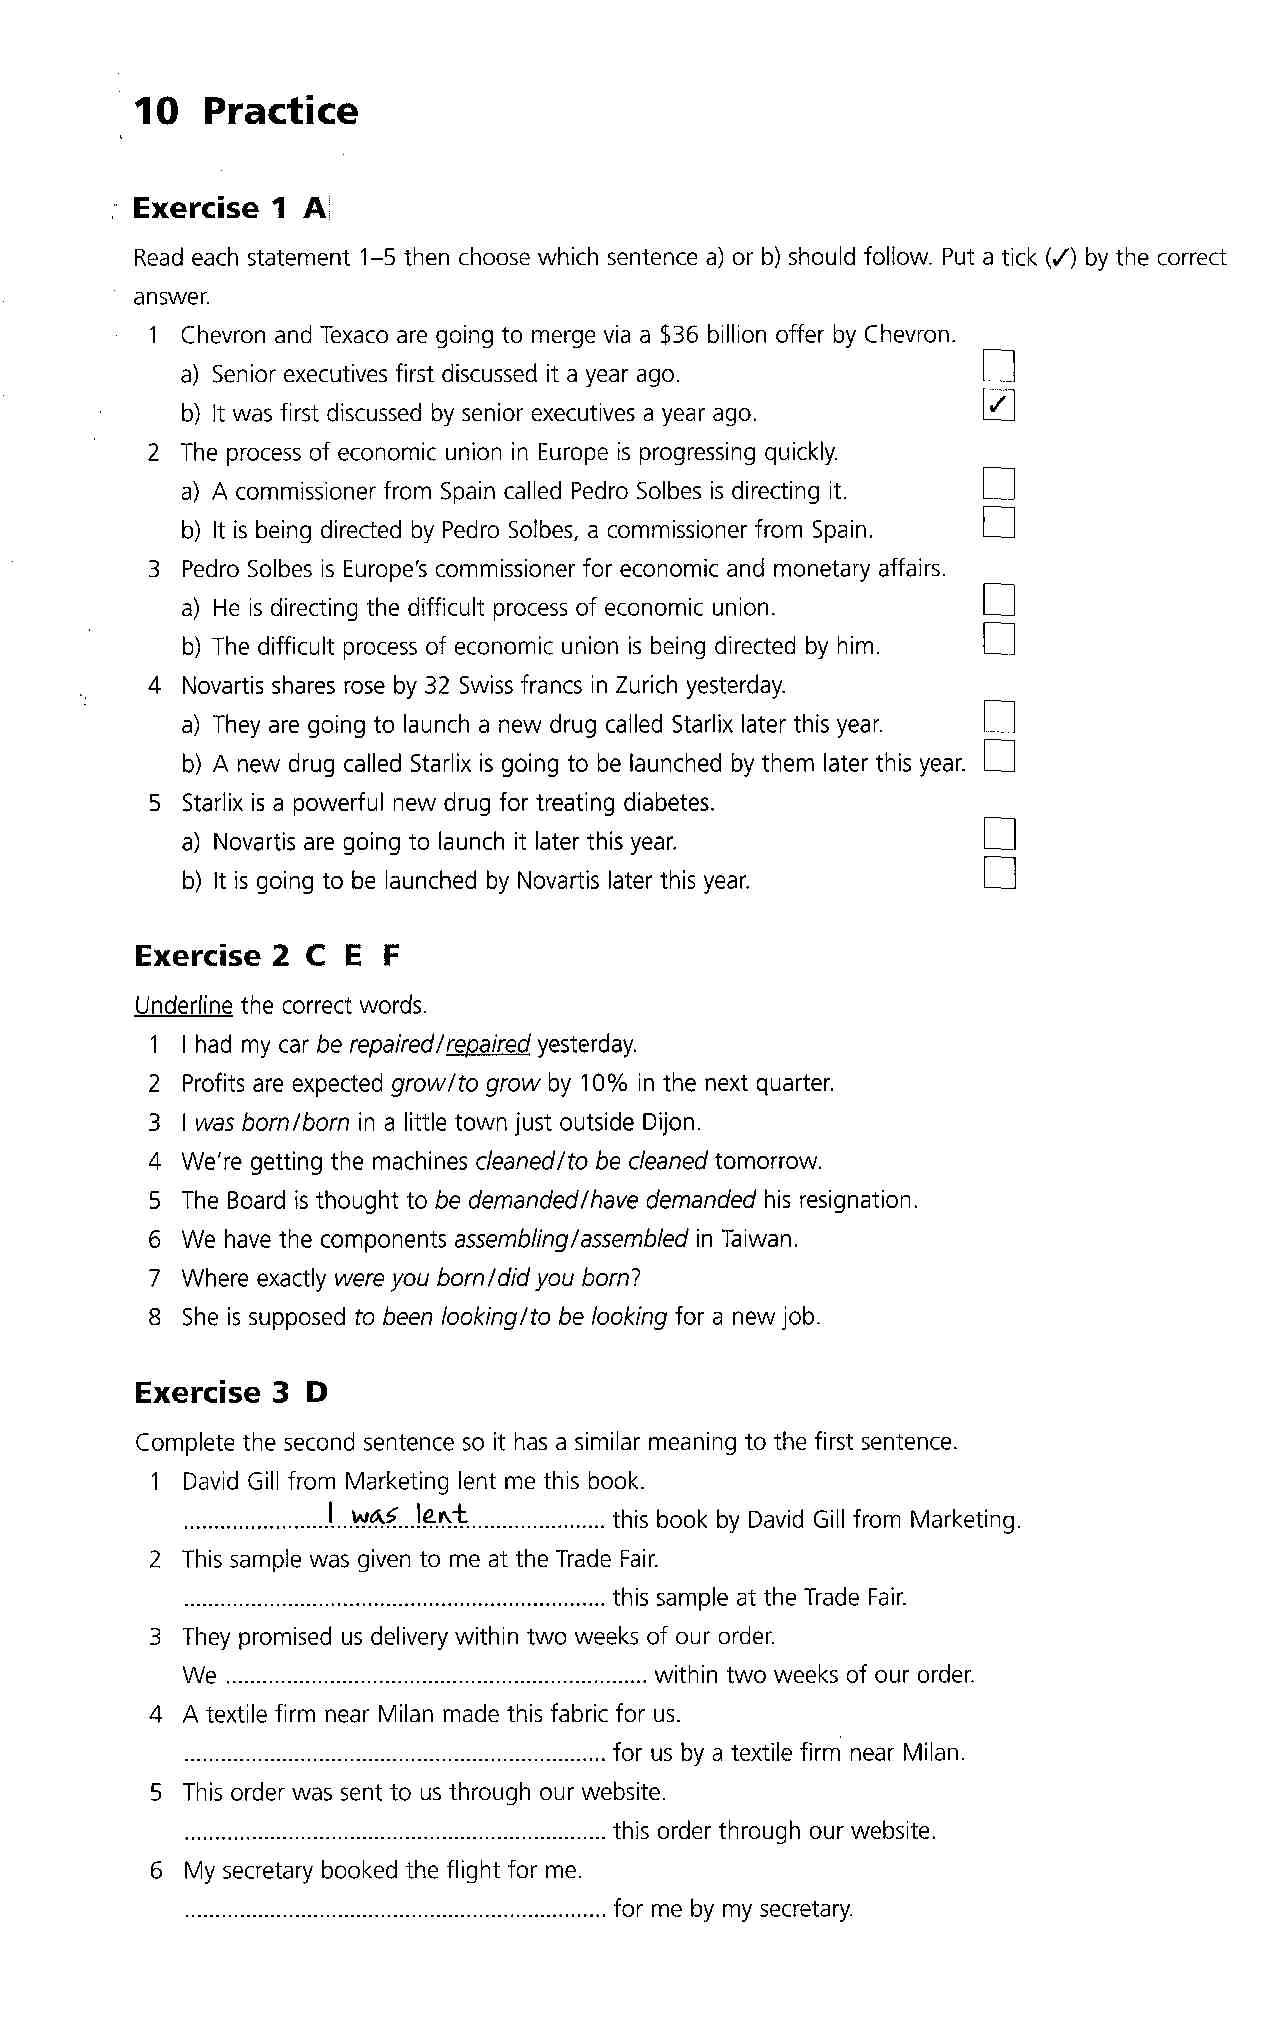 10 Practice
Exercise 1 A
Read each statement 1–5 then choose which sentence a) or b) should follow. Put a tick (✓) by the correct
answer.
1 Chevron and Texaco are going to merge via a $36 billion offer by Chevron.
a) Senior executives first discussed it a year ago. □
b) It was first discussed by senior executives a year ago. ☑
2 The process of economic union in Europe is progressing quickly.
a) A commissioner from Spain called Pedro Solbes is directing it. □
b) It is being directed by Pedro Solbes, a commissioner from Spain. □
3 Pedro Solbes is Europe's commissioner for economic and monetary affairs.
a) He is directing the difficult process of economic union. □
b) The difficult process of economic union is being directed by him. □
4 Novartis shares rose by 32 Swiss francs in Zurich yesterday.
a) They are going to launch a new drug called Starlix later this year. □
b) A new drug called Starlix is going to be launched by them later this year. □
5 Starlix is a powerful new drug for treating diabetes.
a) Novartis are going to launch it later this year. □
b) It is going to be launched by Novartis later this year. □
Exercise 2 C E F
Underline the correct words.
1 I had my car be repaired/repaired yesterday.
2 Profits are expected grow/to grow by 10% in the next quarter.
3 I was born/born in a little town just outside Dijon.
4 We're getting the machines cleaned/to be cleaned tomorrow.
5 The Board is thought to be demanded/have demanded his resignation.
6 We have the components assembling/assembled in Taiwan.
7 Where exactly were you born/did you born?
8 She is supposed to been looking/to be looking for a new job.
Exercise 3 D
Complete the second sentence so it has a similar meaning to the first sentence.
1 David Gill from Marketing lent me this book.
........................I was lent...................... this book by David Gill from Marketing.
2 This sample was given to me at the Trade Fair.
..................................................................... this sample at the Trade Fair.
3 They promised us delivery within two weeks of our order.
We ..................................................................... within two weeks of our order.
4 A textile firm near Milan made this fabric for us.
..................................................................... for us by a textile firm near Milan.
5 This order was sent to us through our website.
..................................................................... this order through our website.
6 My secretary booked the flight for me.
..................................................................... for me by my secretary.